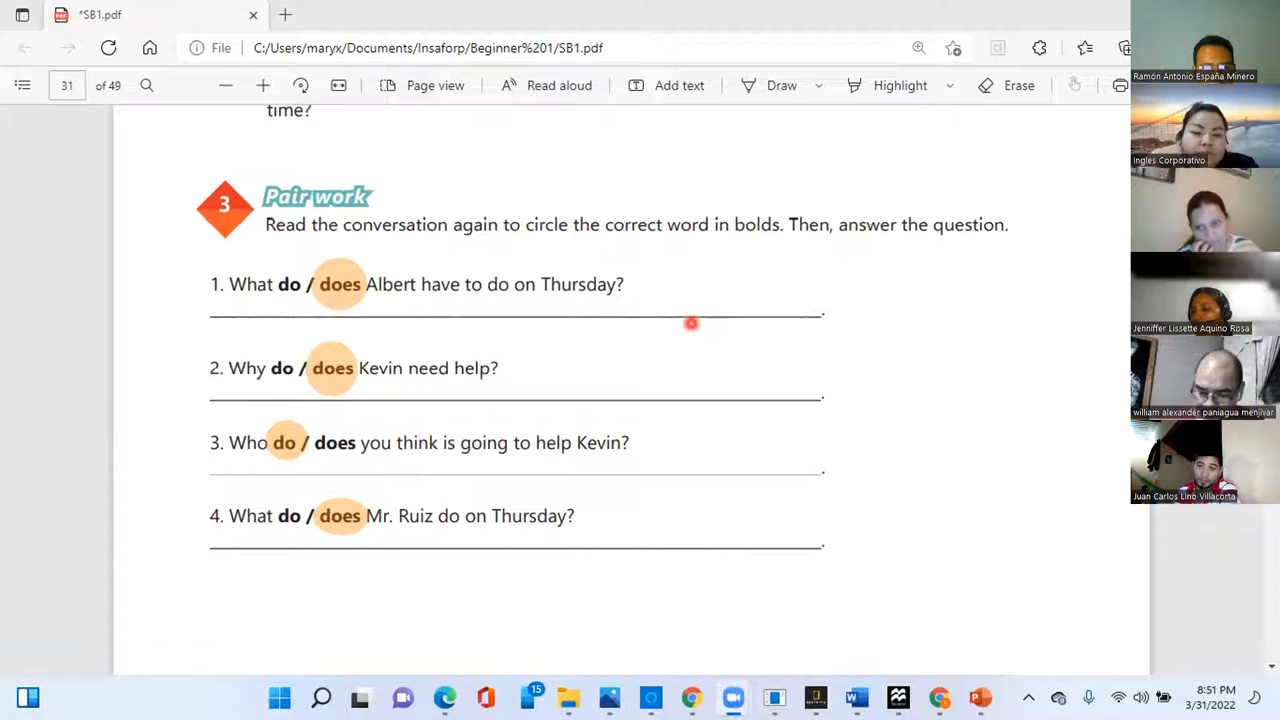 *SB1.pdf
File
C:/Users/maryx/Documents/Insaforp/Beginner%201/SB1.pdf
31
of 49
Page view
Read aloud
Add text
Draw
Highlight
Erase
time?
3
Pair work
Read the conversation again to circle the correct word in bolds. Then, answer the question.
1. What do / does Albert have to do on Thursday?
2. Why do / does Kevin need help?
3. Who do / does you think is going to help Kevin?
4. What do / does Mr. Ruiz do on Thursday?
Ramón Antonio España Minero
Ingles Corporativo
Jenniffer Lissette Aquino Rosa
william alexander paniagua menjivar
Juan Carlos Lino Villacorta
15
8:51 PM
3/31/2022